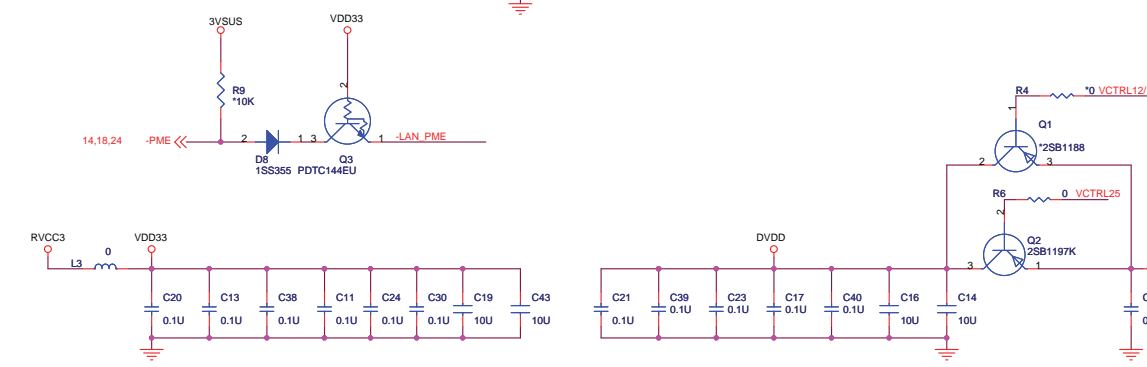 3VSUS
VDD33
R9
*10K
2
14,18,24
-PME
2
1
3
1
-LAN_PME
D8
1SS355
PDTC144EU
Q3
R4
*0
VCTRL12/
1
Q1
*2SB1188
2
3
R6
0
VCTRL25
2
Q2
2SB1197K
3
1
RVCC3
L3
0
VDD33
DVDD
C20
0.1U
C13
0.1U
C38
0.1U
C11
0.1U
C24
0.1U
C30
0.1U
C19
10U
C43
10U
C21
0.1U
C39
0.1U
C23
0.1U
C17
0.1U
C40
0.1U
C16
10U
C14
10U